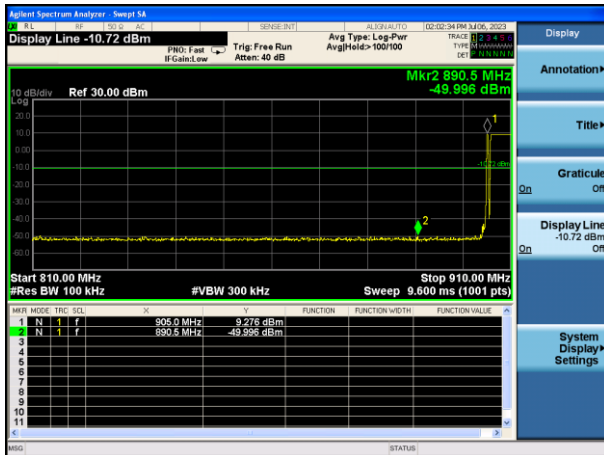 Agilent Spectrum Analyzer - Swept SA
RL RF 50 Ω AC SENSE:INT ALIGNAUTO 02:02:34 PM Jul 06, 2023
Display Line -10.72 dBm
PNO: Fast
IFGain:Low
Trig: Free Run
Atten: 40 dB
Avg Type: Log-Pwr
Avg|Hold:>100/100
TRACE 1 2 3 4 5 6
TYPE M
DET P N N N N N
Mkr2 890.5 MHz
-49.996 dBm
10 dB/div Ref 30.00 dBm
Log
20.0
10.0
0.00
-10.0
-20.0
-30.0
-40.0
-50.0
-60.0
1
-10.72 dBm
2
Start 810.00 MHz Stop 910.00 MHz
#Res BW 100 kHz #VBW 300 kHz Sweep 9.600 ms (1001 pts)
MKR MODE TRC SCL X Y FUNCTION FUNCTION WIDTH FUNCTION VALUE
1 N 1 f 905.0 MHz 9.276 dBm
2 N 1 f 890.5 MHz -49.996 dBm
3
4
5
6
7
8
9
10
11
MSG STATUS
Display
Annotation
Title
Graticule
On Off
Display Line
-10.72 dBm
On Off
System
Display
Settings